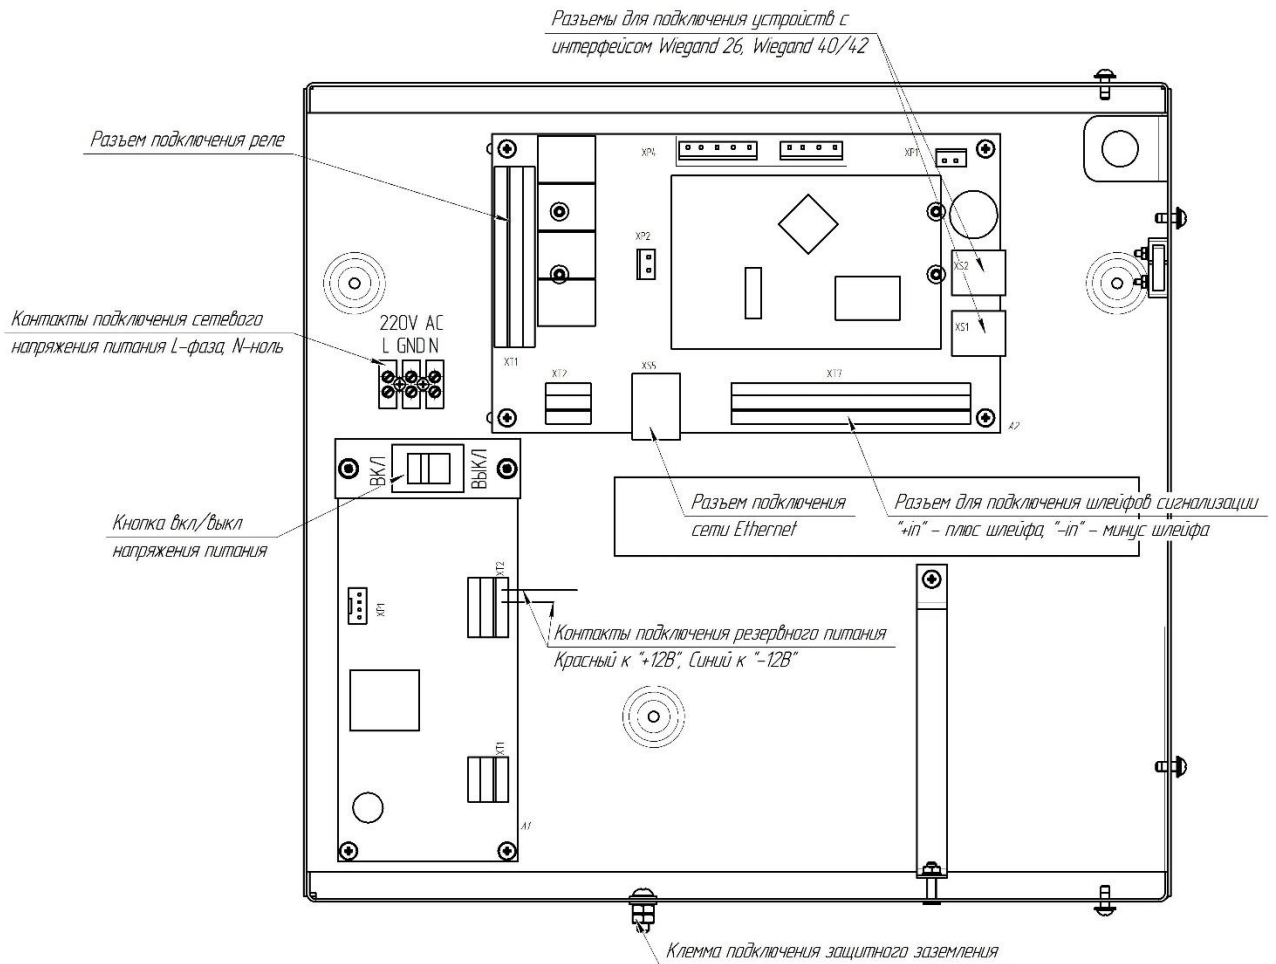 Разъемы для подключения устройств с
интерфейсом Wiegand 26, Wiegand 40/42
Разъем подключения реле
XP4
XP1
XP2
XS2
Контакты подключения сетевого
напряжения питания L-фаза, N-ноль
220V AC
L GND N
XS1
XT1
XT2
XS5
XT7
A2
ВКЛ
ВЫКЛ
Кнопка вкл/выкл
напряжения питания
Разъем подключения
сети Ethernet
Разъем для подключения шлейфов сигнализации
"+in" - плюс шлейфа, "-in" - минус шлейфа
XT2
XP1
Контакты подключения резервного питания
Красный к "+12В", Синий к "-12В"
XT1
A1
Клемма подключения защитного заземления